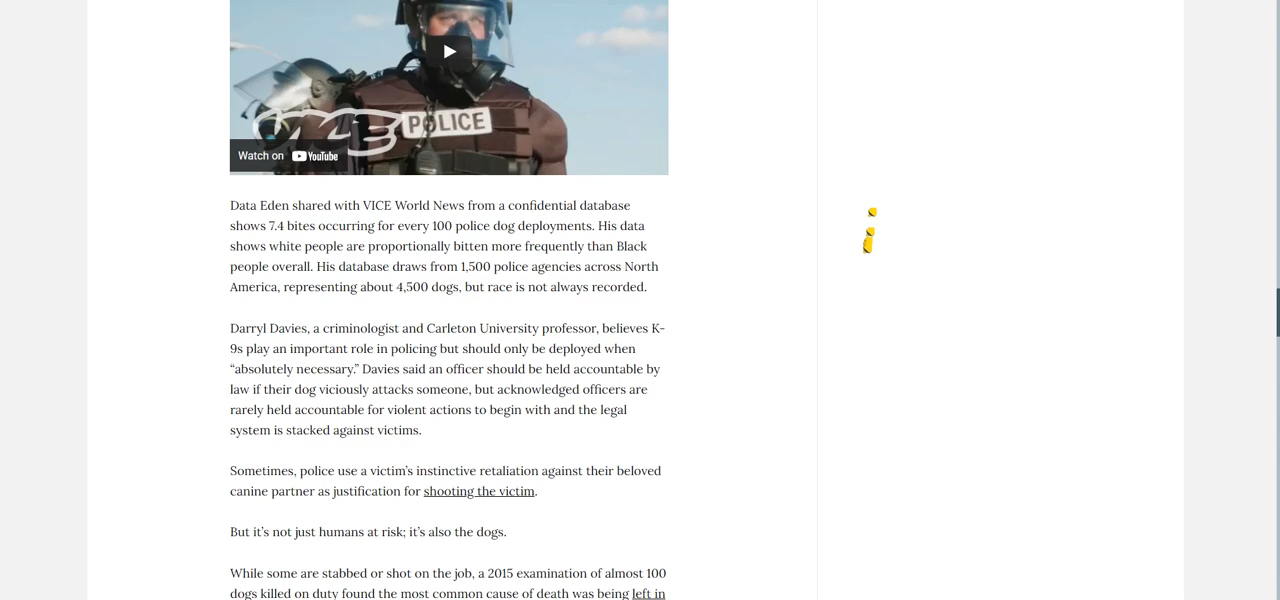 POLICE
VICE
Watch on YouTube
Data Eden shared with VICE World News from a confidential database
shows 7.4 bites occurring for every 100 police dog deployments. His data
shows white people are proportionally bitten more frequently than Black
people overall. His database draws from 1,500 police agencies across North
America, representing about 4,500 dogs, but race is not always recorded.
Darryl Davies, a criminologist and Carleton University professor, believes K-
9s play an important role in policing but should only be deployed when
“absolutely necessary.” Davies said an officer should be held accountable by
law if their dog viciously attacks someone, but acknowledged officers are
rarely held accountable for violent actions to begin with and the legal
system is stacked against victims.
Sometimes, police use a victim’s instinctive retaliation against their beloved
canine partner as justification for shooting the victim.
But it’s not just humans at risk; it’s also the dogs.
While some are stabbed or shot on the job, a 2015 examination of almost 100
dogs killed on duty found the most common cause of death was being left in